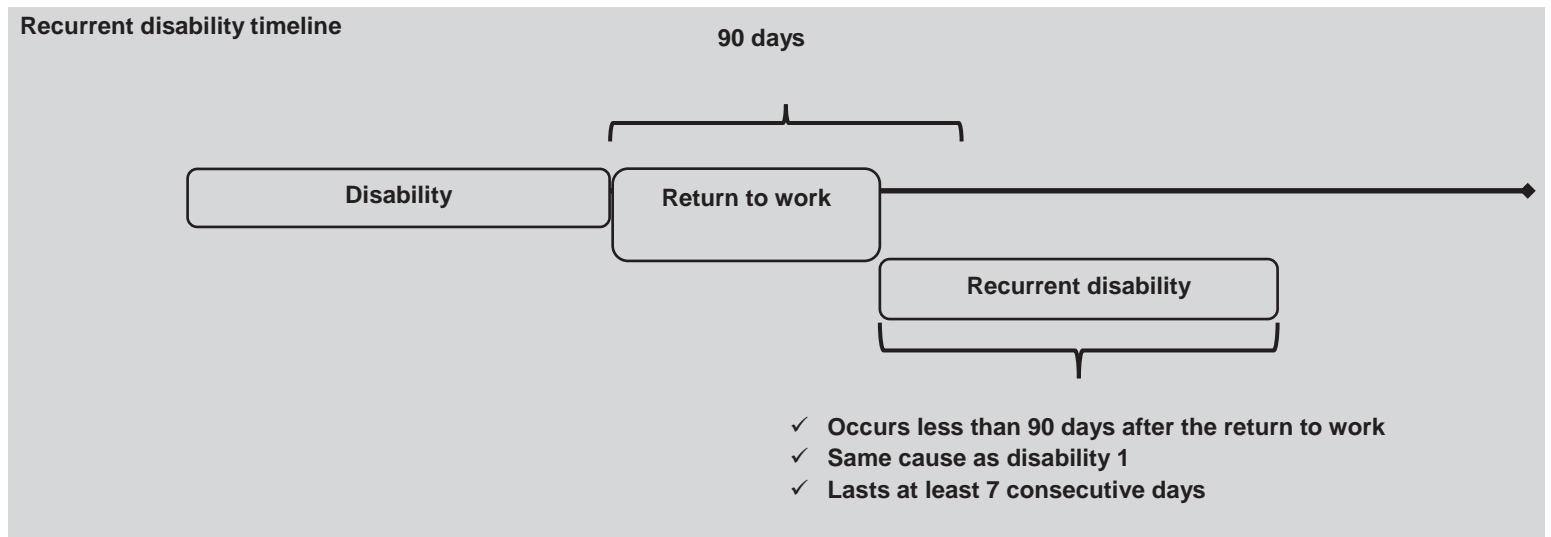 Recurrent disability timeline
90 days
Disability
Return to work
Recurrent disability
✓ Occurs less than 90 days after the return to work
✓ Same cause as disability 1
✓ Lasts at least 7 consecutive days